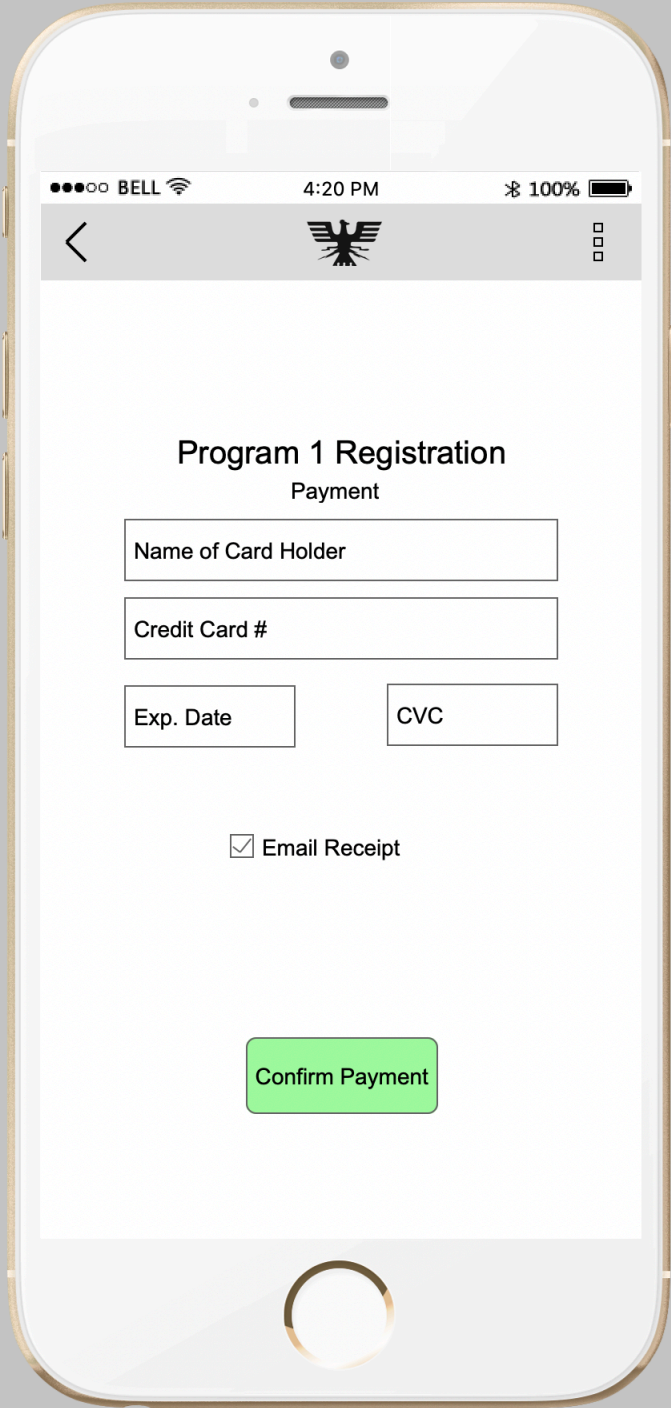 BELL 4:20 PM 100%
Program 1 Registration
Payment
Name of Card Holder
Credit Card #
Exp. Date CVC
Email Receipt
Confirm Payment